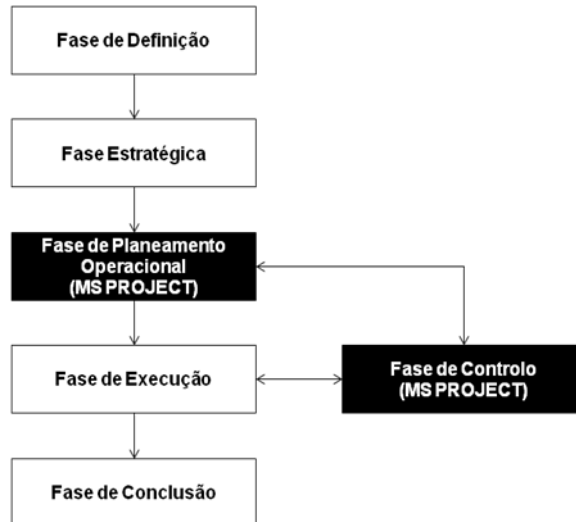 Fase de Definição
Fase Estratégica
Fase de Planeamento
Operacional
(MS PROJECT)
Fase de Execução
Fase de Controlo
(MS PROJECT)
Fase de Conclusão